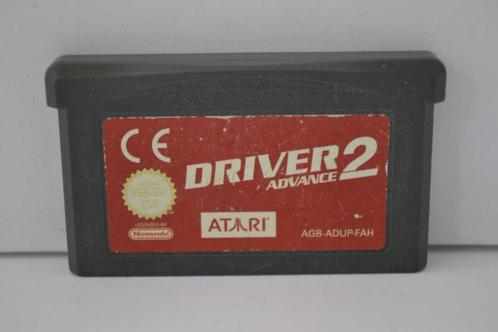 CE
DRIVER 2
ADVANCE
LICENSED BY
Nintendo
ATARI
AGB-ADUP-FAH